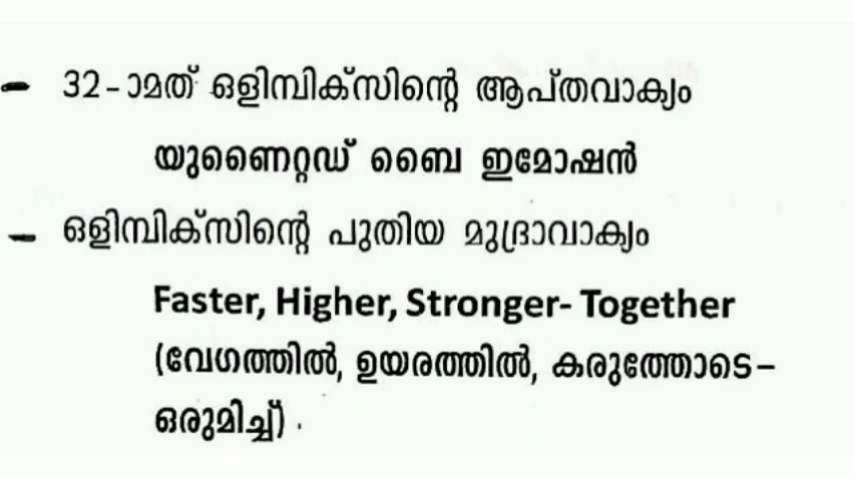 - 32-ാമത് ഒളിമ്പിക്സിന്റെ ആപ്തവാക്യം
യുണൈറ്റഡ് ബൈ ഇമോഷൻ
- ഒളിമ്പിക്സിന്റെ പുതിയ മുദ്രാവാക്യം
Faster, Higher, Stronger- Together
(വേഗത്തിൽ, ഉയരത്തിൽ, കരുത്തോടെ-
ഒരുമിച്ച്) .